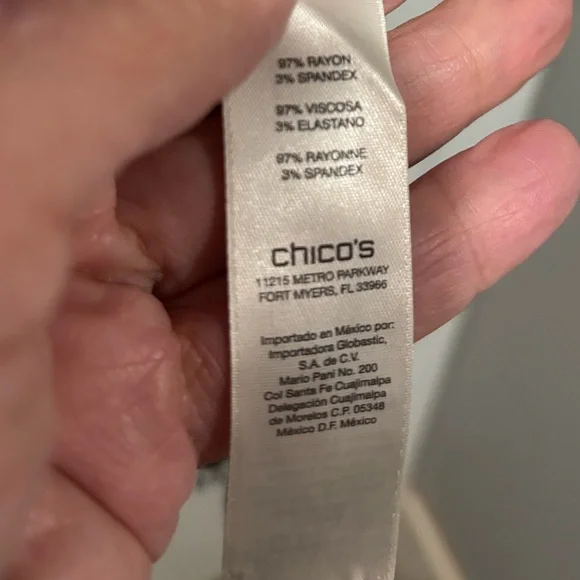 97% RAYON
3% SPANDEX
97% VISCOSA
3% ELASTANO
97% RAYONNE
3% SPANDEX
chico's
11215 METRO PARKWAY
FORT MYERS, FL 33966
Importado en México por:
Importadora Globastic,
S.A. de C.V.
Mario Pani No. 200
Col Santa Fe Cuajimalpa
Delegación Cuajimalpa
de Morelos C.P. 05348
México D.F. México